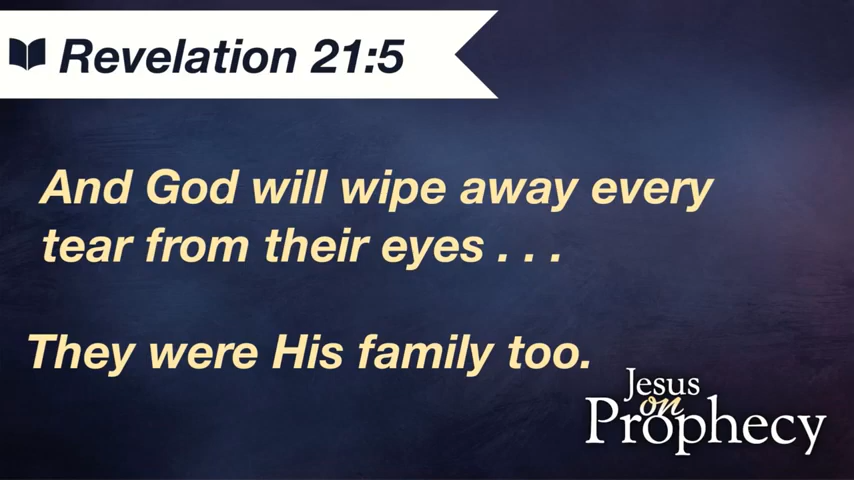 Revelation 21:5
And God will wipe away every
tear from their eyes . . .
They were His family too.
Jesus
on
Prophecy